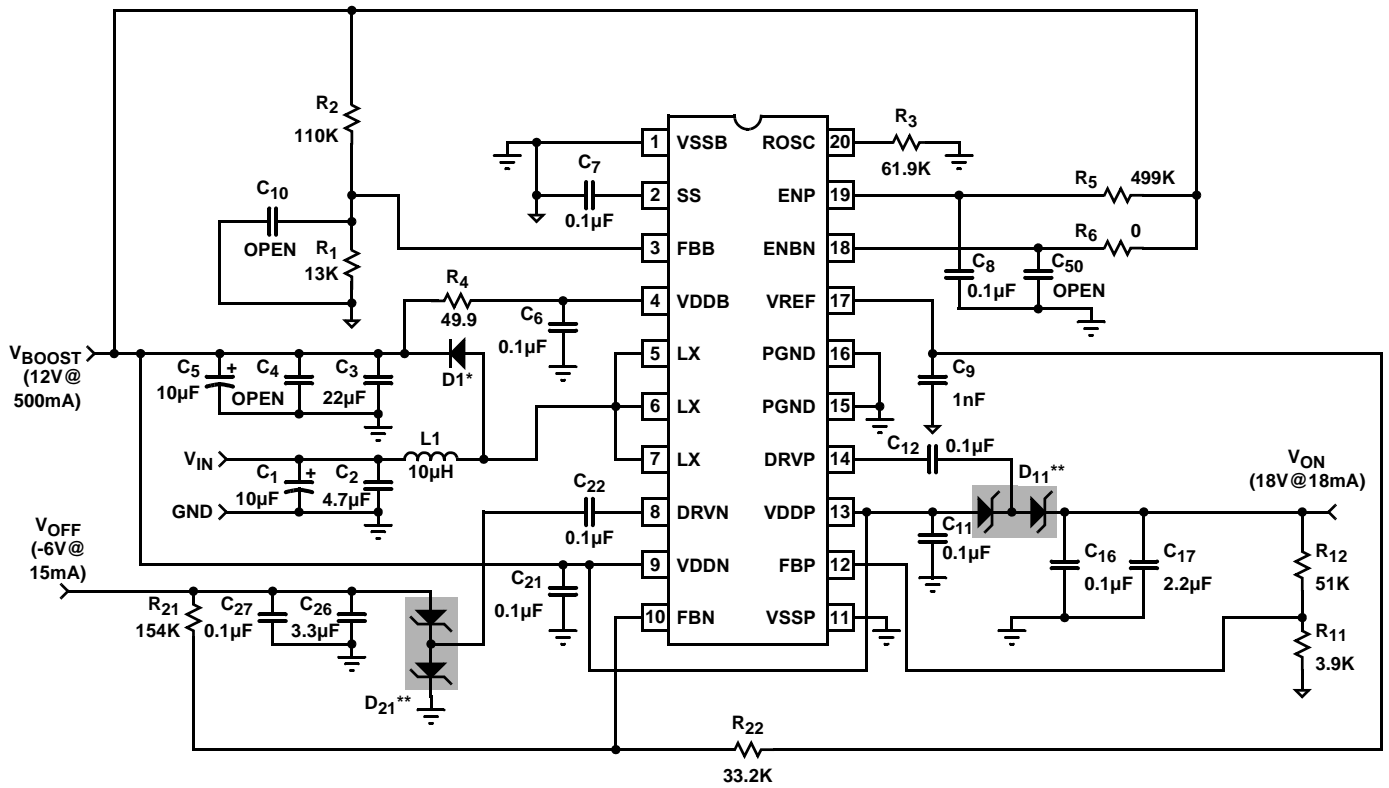 R2
110K
C10
OPEN
R1
13K
R4
49.9
C6
0.1µF
D1*
VBOOST
(12V@
500mA)
C5
+
10µF
C4
OPEN
C3
22µF
VIN
GND
C1
+
10µF
C2
4.7µF
L1
10µH
C22
0.1µF
VOFF
(-6V@
15mA)
R21
154K
C27
0.1µF
C26
3.3µF
C21
0.1µF
D21**
R22
33.2K
C7
0.1µF
1 VSSB
2 SS
3 FBB
4 VDDB
5 LX
6 LX
7 LX
8 DRVN
9 VDDN
10 FBN
ROSC 20
ENP 19
ENBN 18
VREF 17
PGND 16
PGND 15
DRVP 14
VDDP 13
FBP 12
VSSP 11
R3
61.9K
R5 499K
R6 0
C8
0.1µF
C50
OPEN
C9
1nF
C12 0.1µF
D11**
C11
0.1µF
VON
(18V@18mA)
C16
0.1µF
C17
2.2µF
R12
51K
R11
3.9K